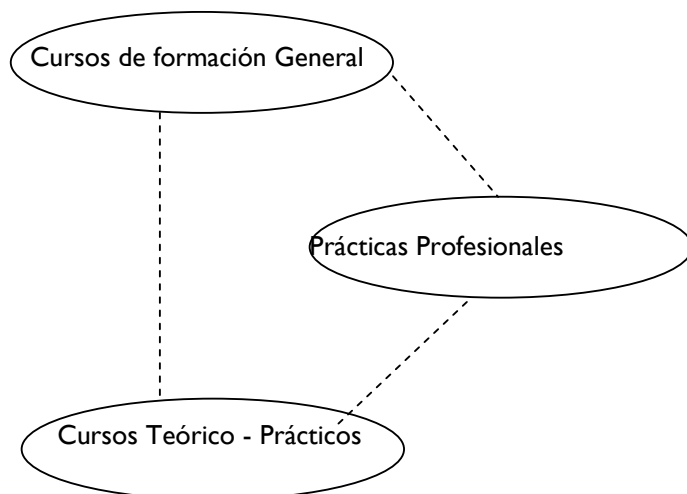 Cursos de formación General
Prácticas Profesionales
Cursos Teórico - Prácticos